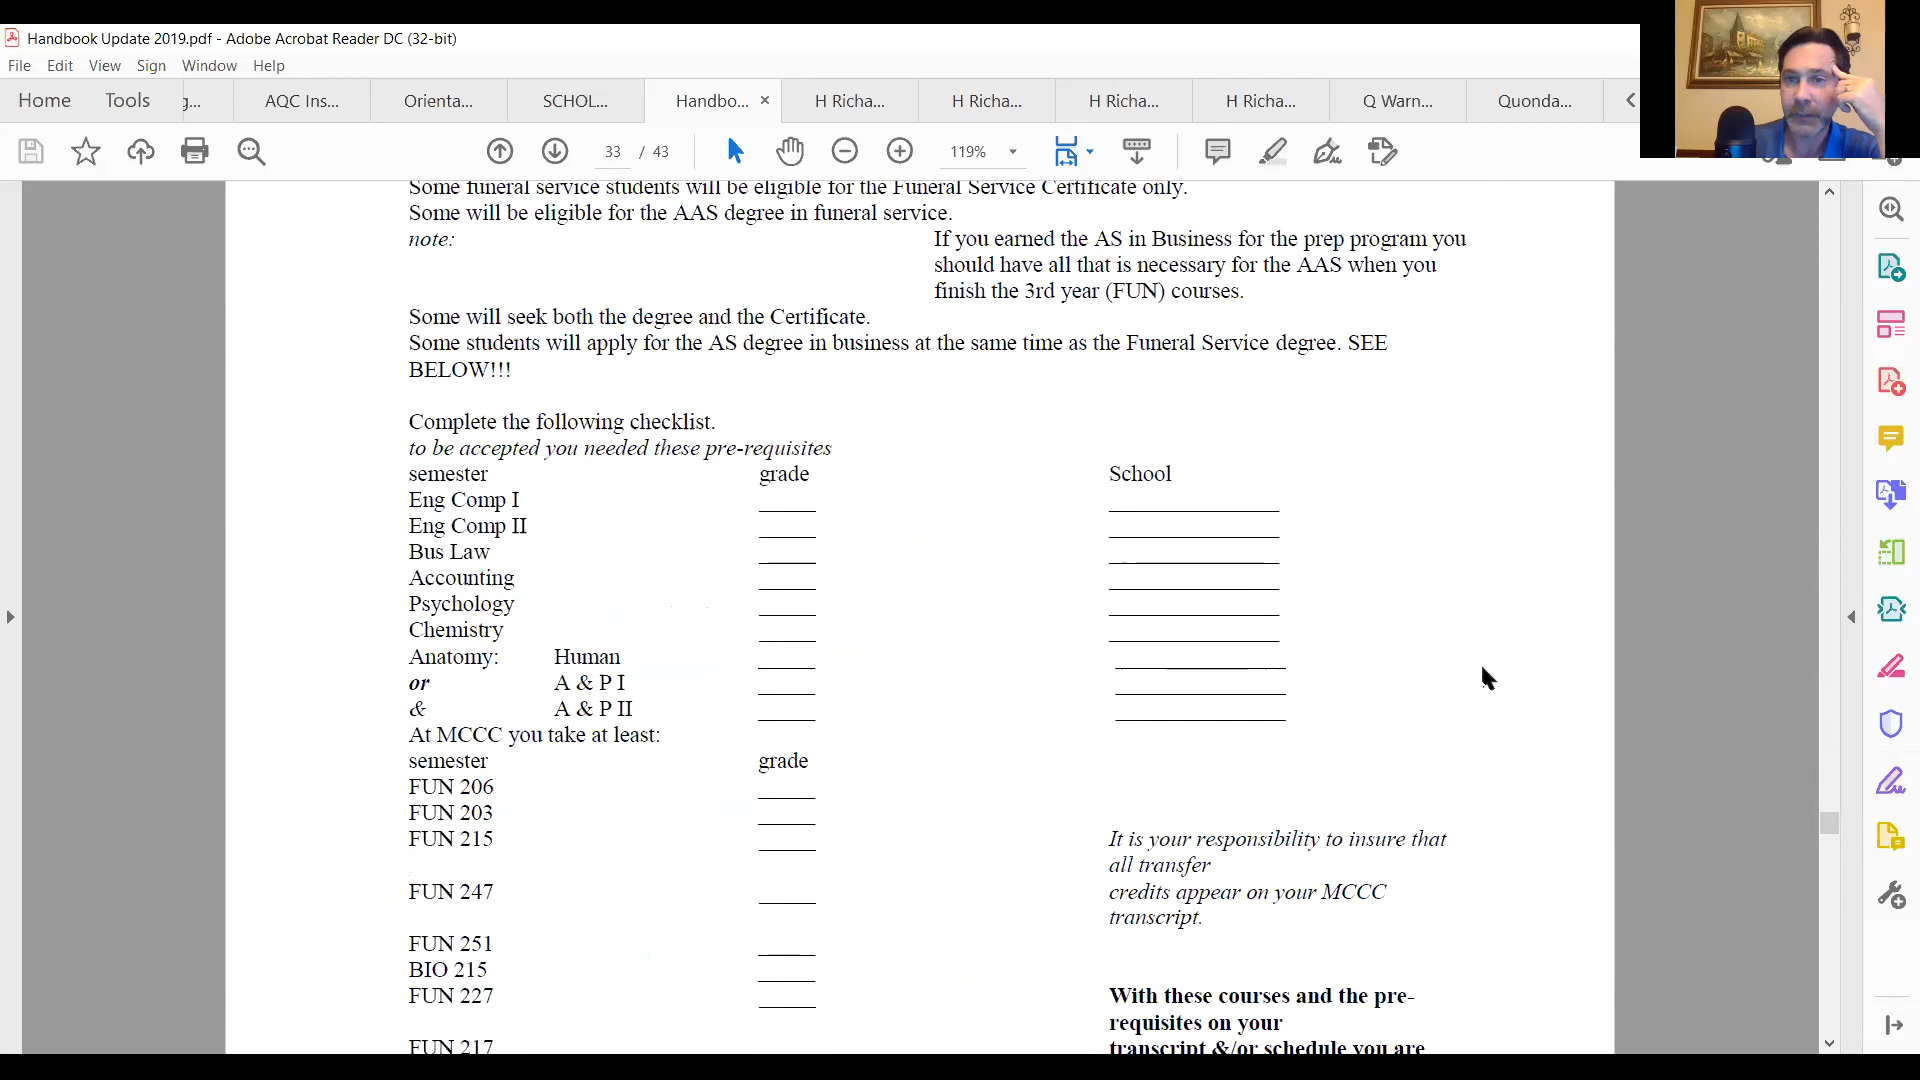 Handbook Update 2019.pdf - Adobe Acrobat Reader DC (32-bit)
File Edit View Sign Window Help
Home Tools g... AQC Ins... Orienta... SCHOL... Handbo... × H Richa... H Richa... H Richa... H Richa... Q Warn... Quonda...
33 / 43 119%
Some funeral service students will be eligible for the Funeral Service Certificate only.
Some will be eligible for the AAS degree in funeral service.
note: If you earned the AS in Business for the prep program you
should have all that is necessary for the AAS when you
finish the 3rd year (FUN) courses.
Some will seek both the degree and the Certificate.
Some students will apply for the AS degree in business at the same time as the Funeral Service degree. SEE
BELOW!!!
Complete the following checklist.
to be accepted you needed these pre-requisites
semester grade School
Eng Comp I
Eng Comp II
Bus Law
Accounting
Psychology
Chemistry
Anatomy: Human
or A & P I
& A & P II
At MCCC you take at least:
semester grade
FUN 206
FUN 203
FUN 215 It is your responsibility to insure that
all transfer
FUN 247 credits appear on your MCCC
transcript.
FUN 251
BIO 215
FUN 227 With these courses and the pre-
requisites on your
FUN 217 transcript &/or schedule you are